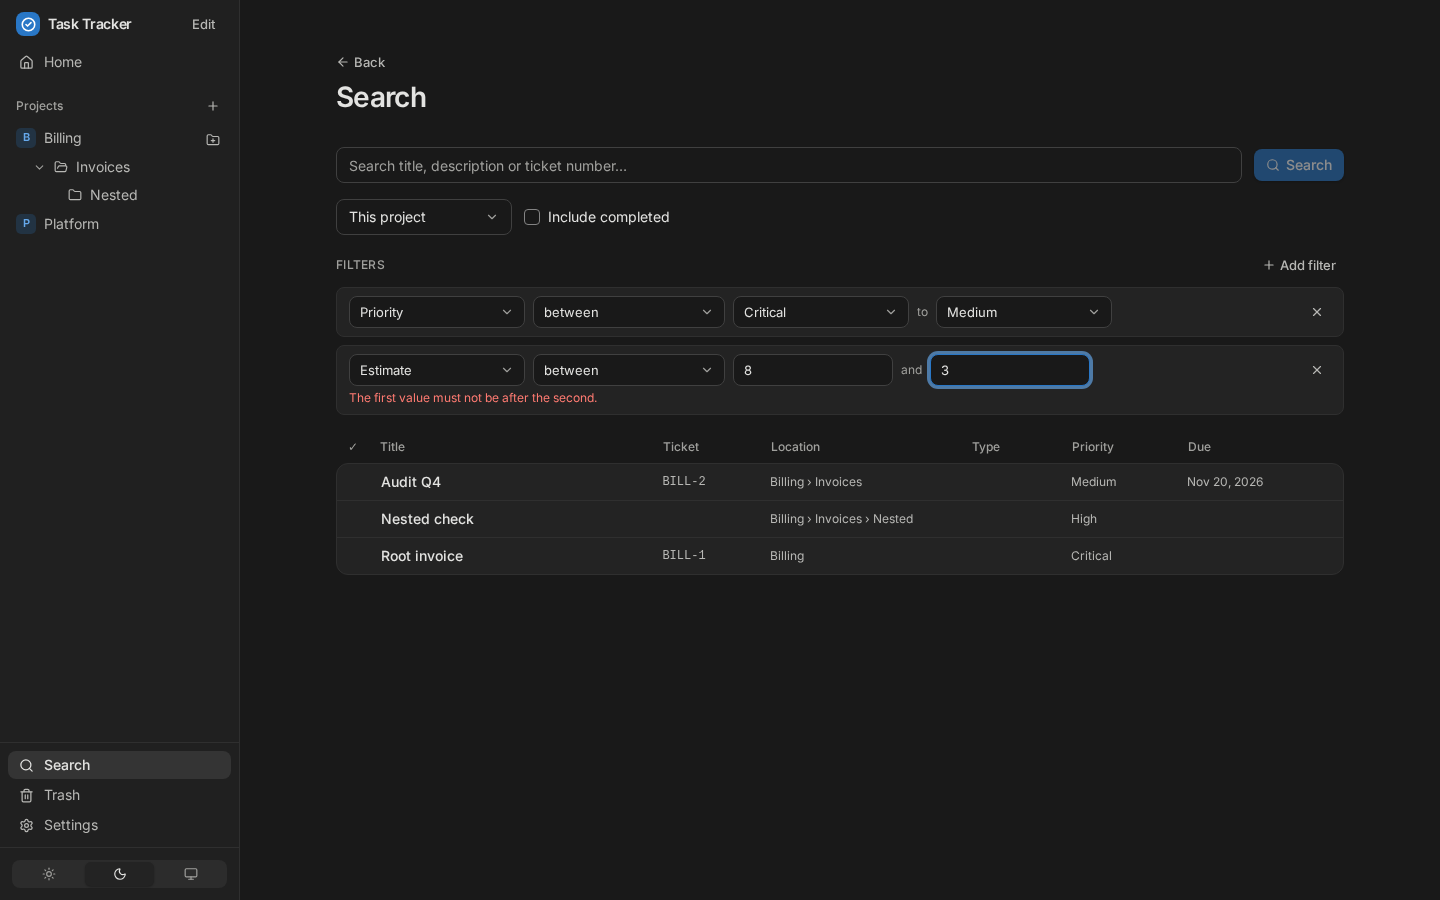 Task Tracker
Edit
Home
Projects
B Billing
Invoices
Nested
P Platform
Search
Trash
Settings
Back
Search
Search title, description or ticket number...
Search
This project
Include completed
FILTERS
Add filter
Priority between Critical to Medium
Estimate between 8 and 3
The first value must not be after the second.
✓ Title Ticket Location Type Priority Due
Audit Q4 BILL-2 Billing › Invoices Medium Nov 20, 2026
Nested check Billing › Invoices › Nested High
Root invoice BILL-1 Billing Critical